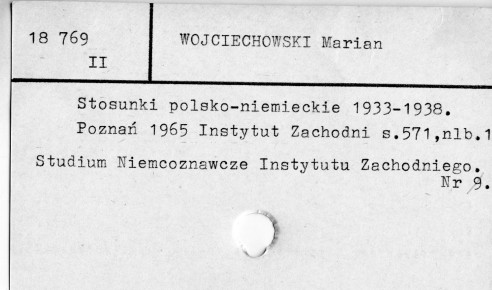 18 769
II
WOJCIECHOWSKI Marian
Stosunki polsko-niemieckie 1933-1938.
Poznań 1965 Instytut Zachodni s.571,nlb.1
Studium Niemcoznawcze Instytutu Zachodniego.
Nr 9.